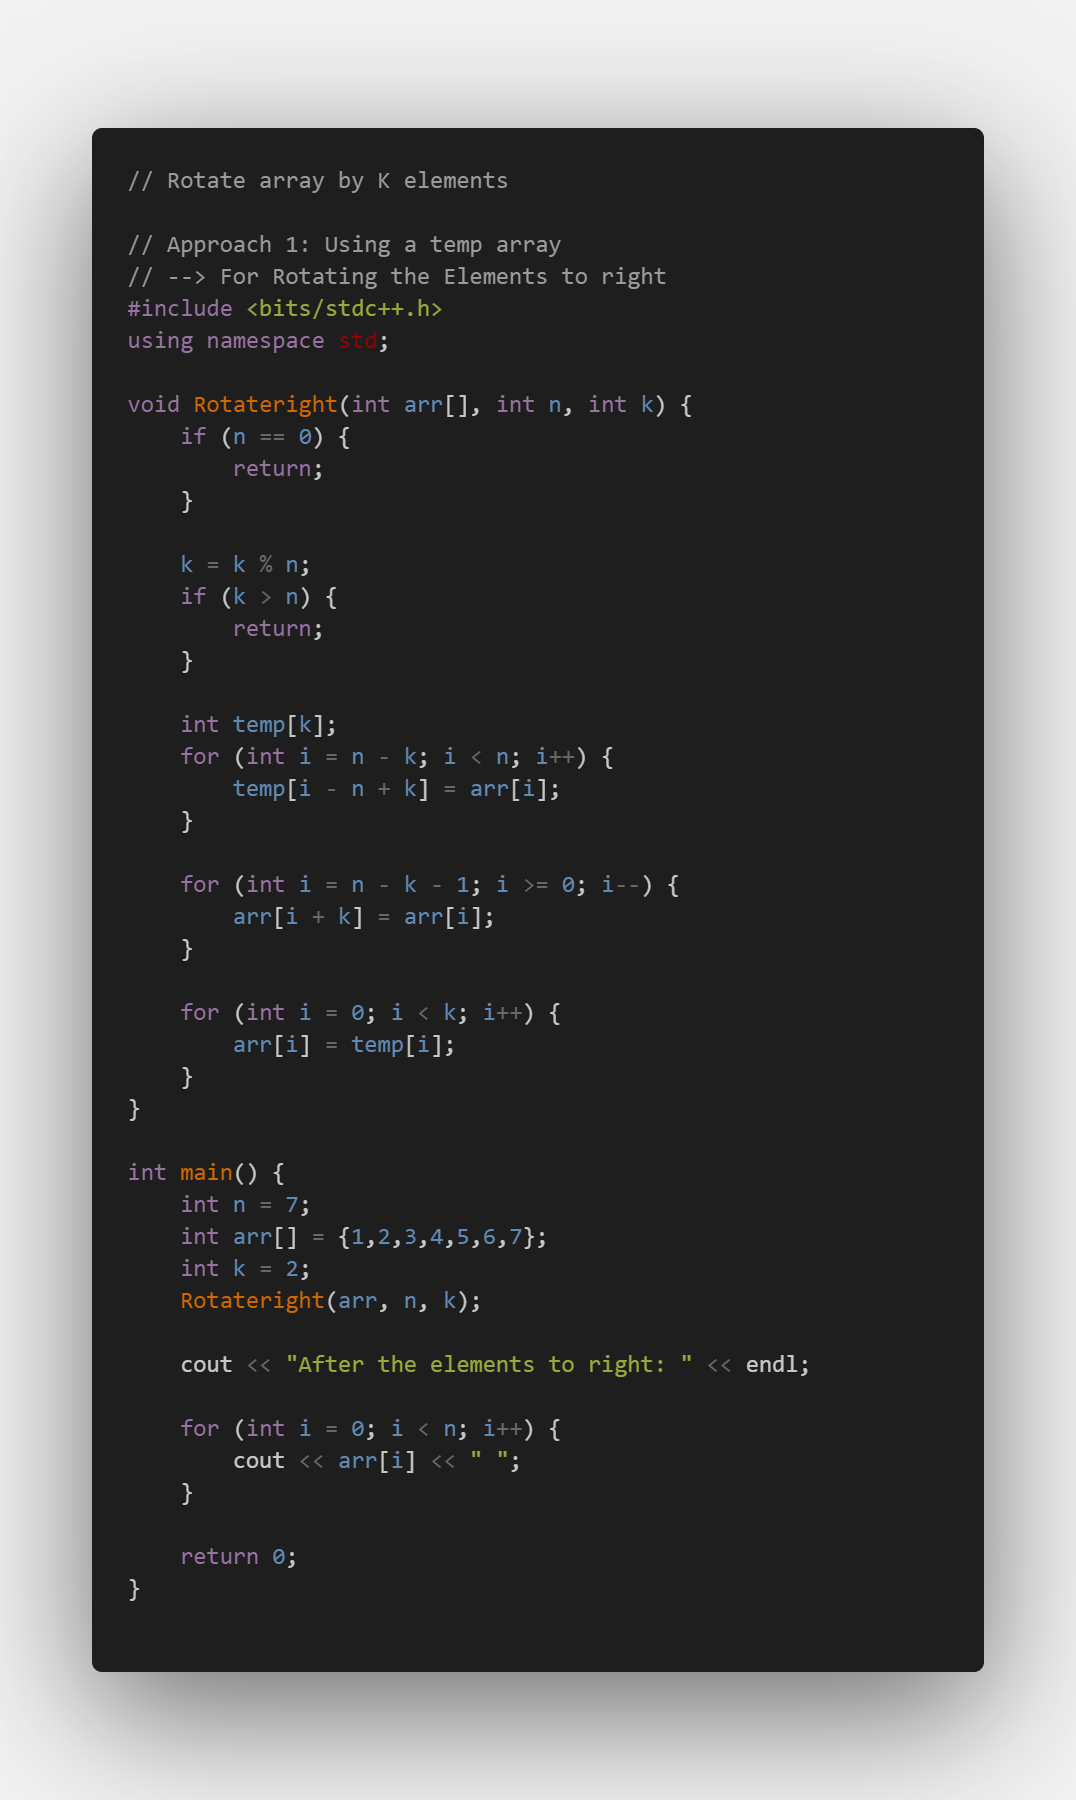 // Rotate array by K elements
// Approach 1: Using a temp array
// --> For Rotating the Elements to right
#include <bits/stdc++.h>
using namespace std;
void Rotateright(int arr[], int n, int k) {
    if (n == 0) {
        return;
    }
    k = k % n;
    if (k > n) {
        return;
    }
    int temp[k];
    for (int i = n - k; i < n; i++) {
        temp[i - n + k] = arr[i];
    }
    for (int i = n - k - 1; i >= 0; i--) {
        arr[i + k] = arr[i];
    }
    for (int i = 0; i < k; i++) {
        arr[i] = temp[i];
    }
}
int main() {
    int n = 7;
    int arr[] = {1,2,3,4,5,6,7};
    int k = 2;
    Rotateright(arr, n, k);
    cout << "After the elements to right: " << endl;
    for (int i = 0; i < n; i++) {
        cout << arr[i] << " ";
    }
    return 0;
}